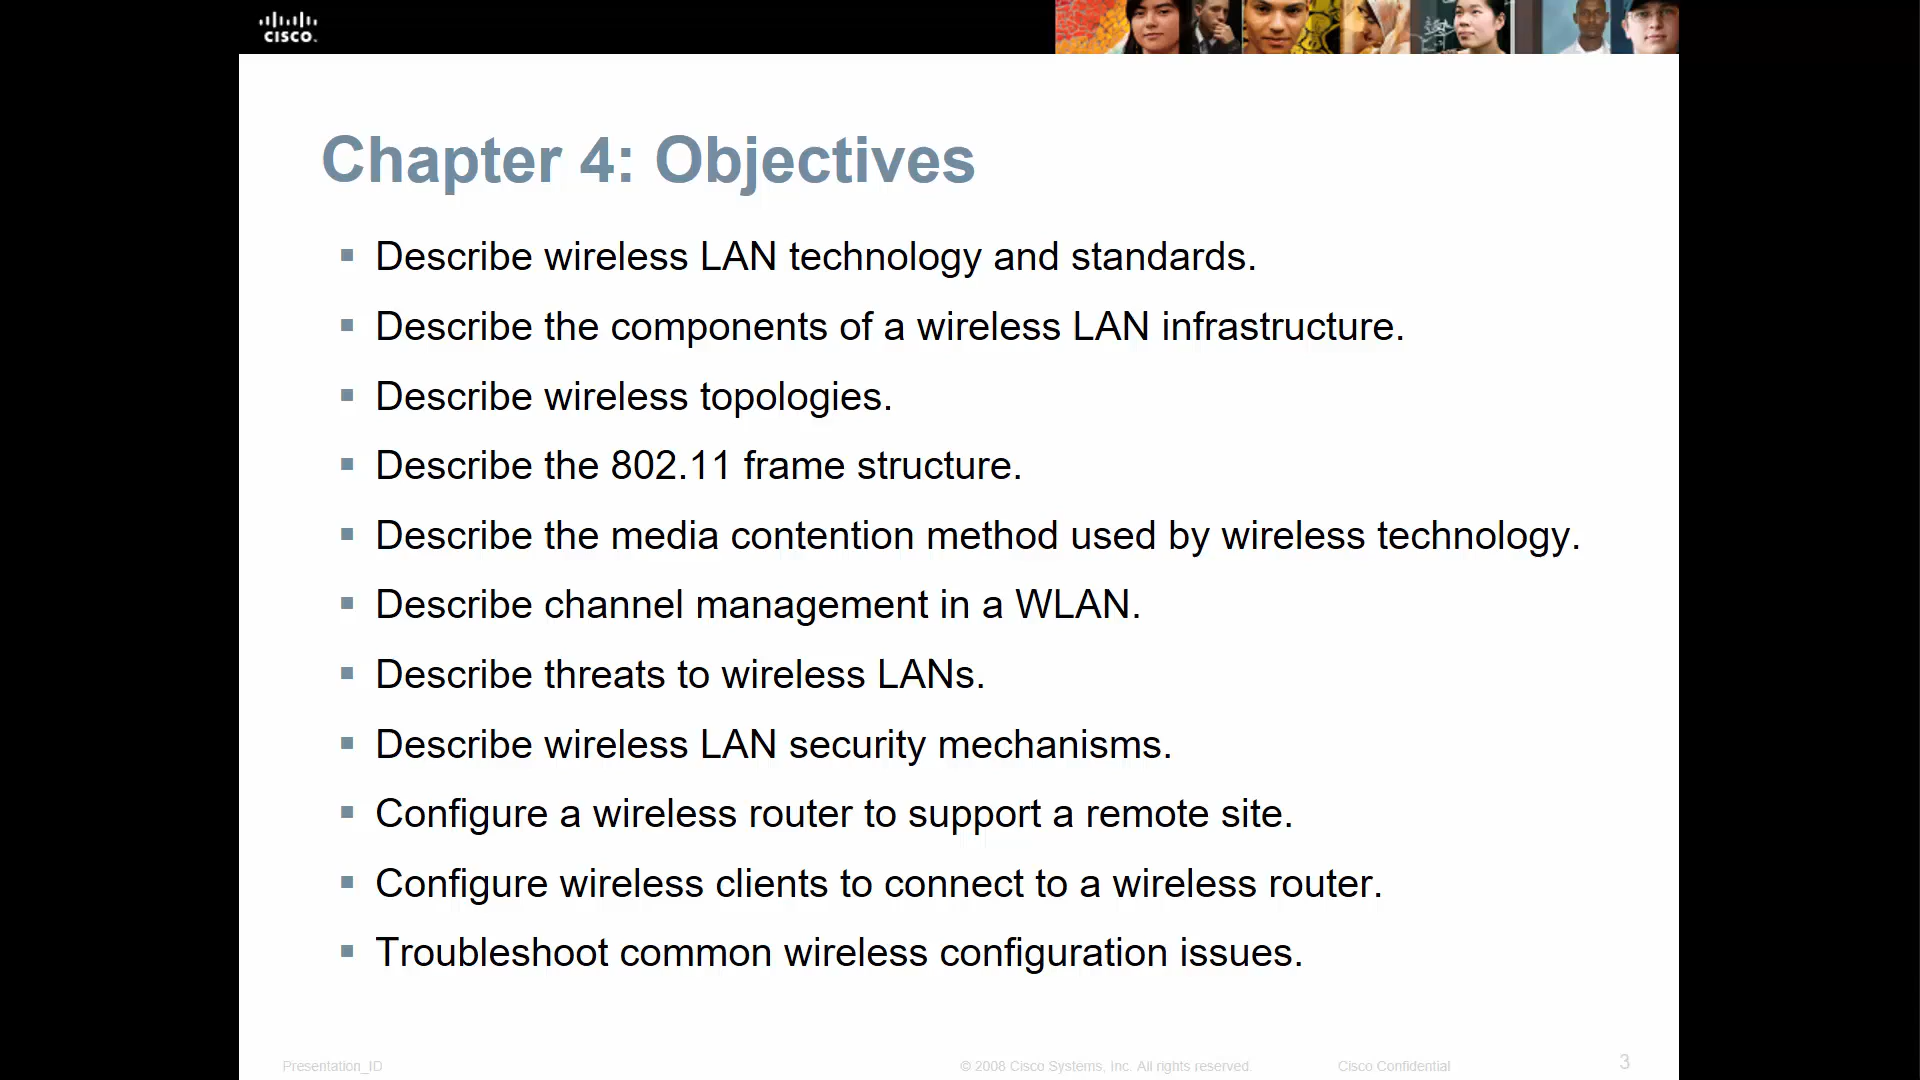 CISCO.
Chapter 4: Objectives
Describe wireless LAN technology and standards.
Describe the components of a wireless LAN infrastructure.
Describe wireless topologies.
Describe the 802.11 frame structure.
Describe the media contention method used by wireless technology.
Describe channel management in a WLAN.
Describe threats to wireless LANs.
Describe wireless LAN security mechanisms.
Configure a wireless router to support a remote site.
Configure wireless clients to connect to a wireless router.
Troubleshoot common wireless configuration issues.
Presentation_ID © 2008 Cisco Systems, Inc. All rights reserved. Cisco Confidential 3